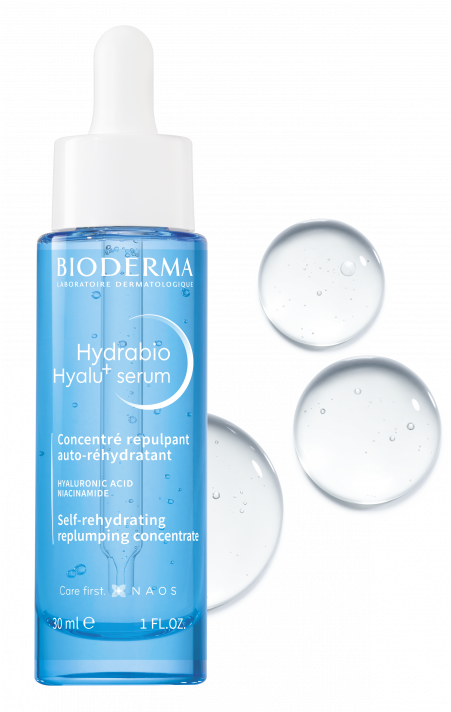 BIODERMA
LABORATOIRE DERMATOLOGIQUE
Hydrabio
Hyalu+ serum
Concentré repulpant
auto-réhydratant
HYALURONIC ACID
NIACINAMIDE
Self-rehydrating
replumping concentrate
Care first. NAOS
30 ml e 1 FL.OZ.